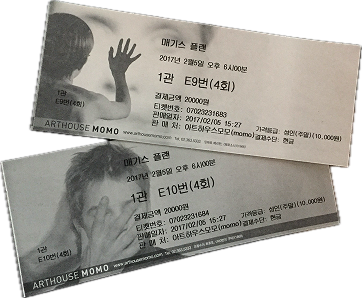 매기스 플랜
2017년 2월5일 오후 6시00분
1관 E9번(4회)
결제금액 20000원
티켓번호: 07023231683
판매일자: 2017/02/05 15:27 가격등급: 성인(주말)(10,000원)
판 매 처: 아트하우스모모(momo) 결제수단: 현금
1관
E9번(4회)
ARTHOUSE MOMO www.arthousemomo.com
매기스 플랜
2017년 2월5일 오후 6시00분
1관 E10번(4회)
결제금액 20000원
티켓번호: 07023231684
판매일자: 2017/02/05 15:27 가격등급: 성인(주말)(10,000원)
판 매 처: 아트하우스모모(momo) 결제수단: 현금
1관
E10번(4회)
ARTHOUSE MOMO www.arthousemomo.com